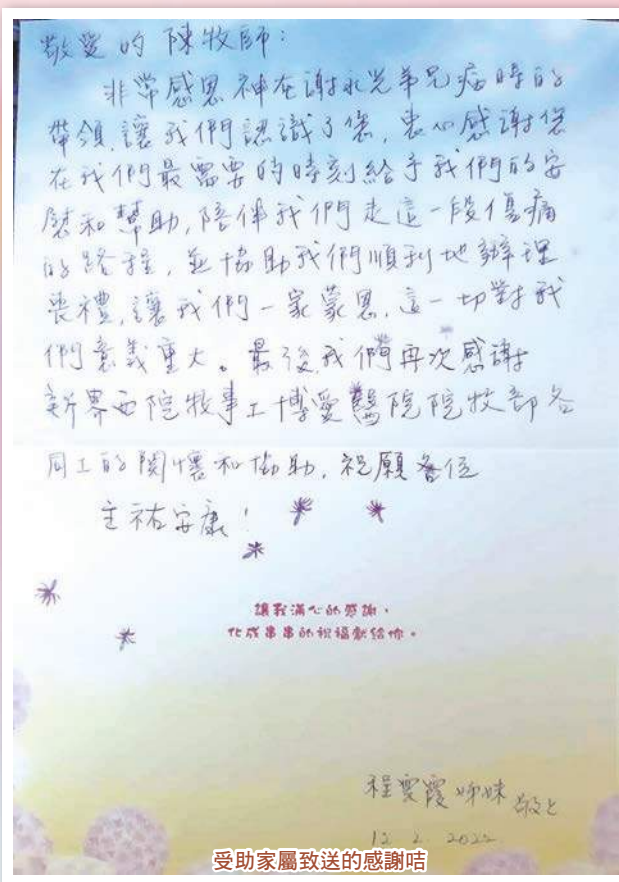 敬愛的陳牧師：
非常感恩神在謝永光弟兄病時的
帶領，讓我們認識了您，衷心感謝您
在我們最需要的時刻給予我們的安
慰和幫助，陪伴我們走這一段傷痛
的路程，並協助我們順利地辦理
喪禮，讓我們一家蒙恩，這一切對我
們意義重大。最後，我們再次感謝
新界西院牧事工博愛醫院院牧部各
同工的關懷和協助，祝願各位
主祐安康！
讓我滿心的感謝，
化成串串的祝福獻給你。
程雯霞姊妹 敬上
12. 2. 2022
受助家屬致送的感謝咭